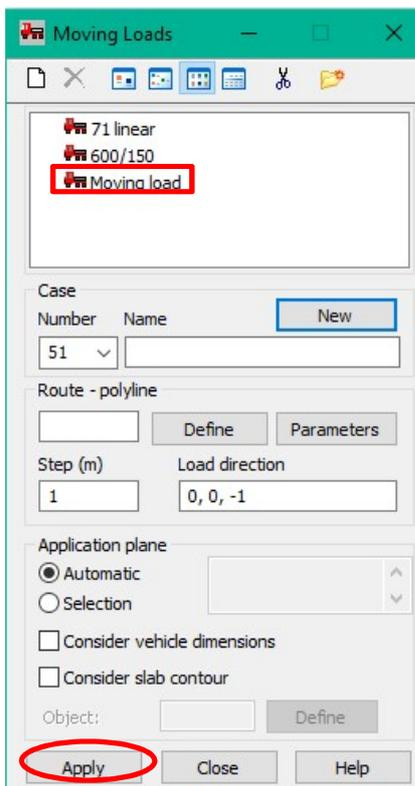 Moving Loads
71 linear
600/150
Moving load
Case
Number Name New
51
Route - polyline
Define Parameters
Step (m) Load direction
1 0, 0, -1
Application plane
Automatic
Selection
Consider vehicle dimensions
Consider slab contour
Object: Define
Apply Close Help